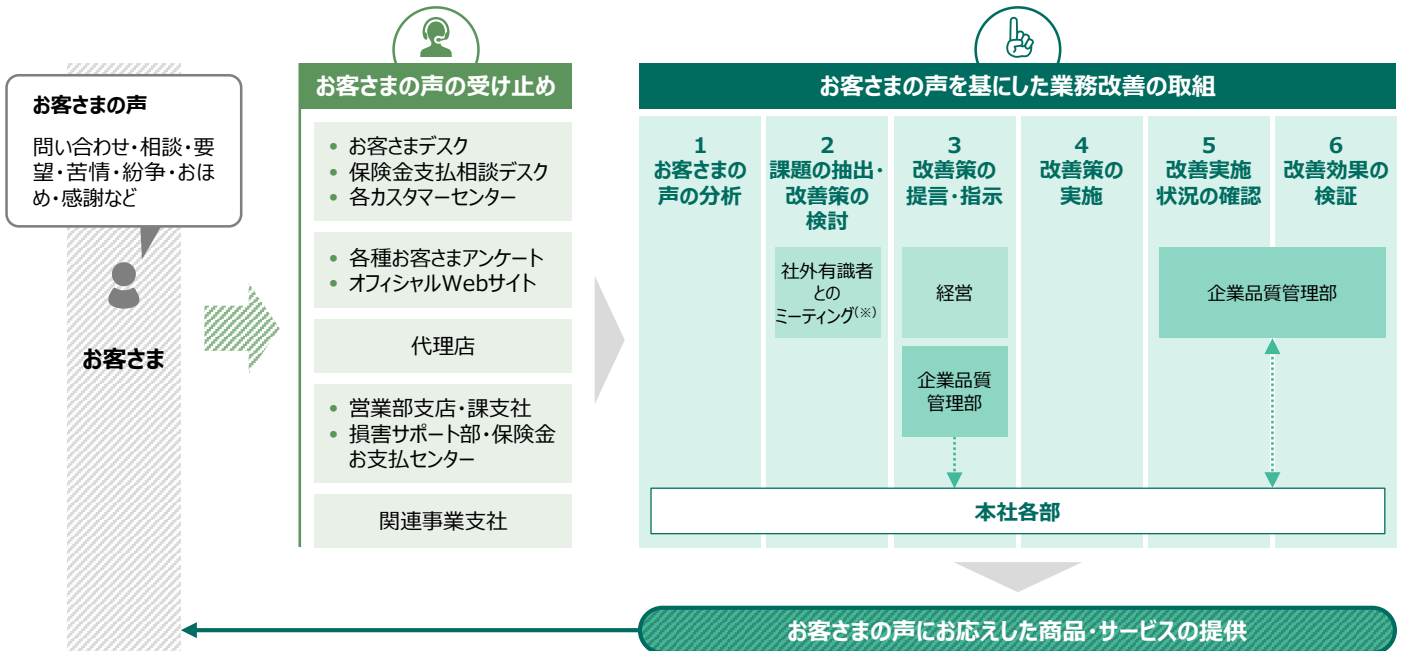 お客さまの声
問い合わせ・相談・要
望・苦情・紛争・おほ
め・感謝など
お客さま
お客さまの声の受け止め
• お客さまデスク
• 保険金支払相談デスク
• 各カスタマーセンター
• 各種お客さまアンケート
• オフィシャルWebサイト
代理店
• 営業部支店・課支社
• 損害サポート部・保険金
お支払センター
関連事業支社
お客さまの声を基にした業務改善の取組
1
お客さまの
声の分析
2
課題の抽出・
改善策の
検討
3
改善策の
提言・指示
4
改善策の
実施
5
改善実施
状況の確認
6
改善効果の
検証
社外有識者
との
ミーティング(※)
経営
企業品質
管理部
企業品質管理部
本社各部
お客さまの声にお応えした商品・サービスの提供